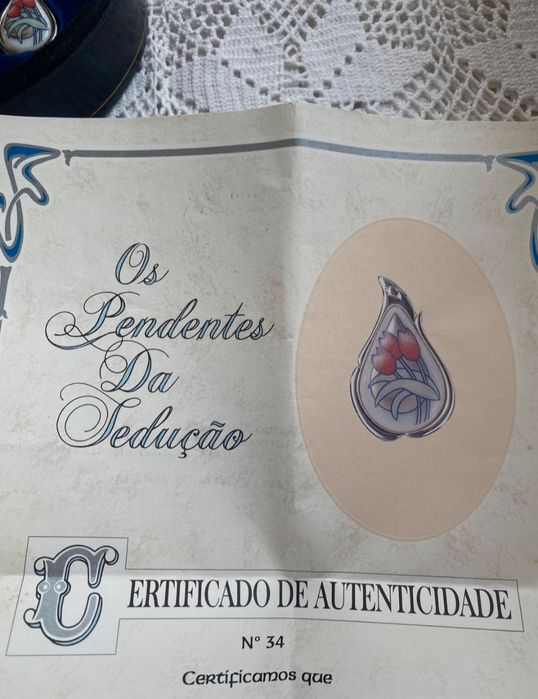 Os
Pendentes
Da
Sedução
CERTIFICADO DE AUTENTICIDADE
Nº 34
Certificamos que